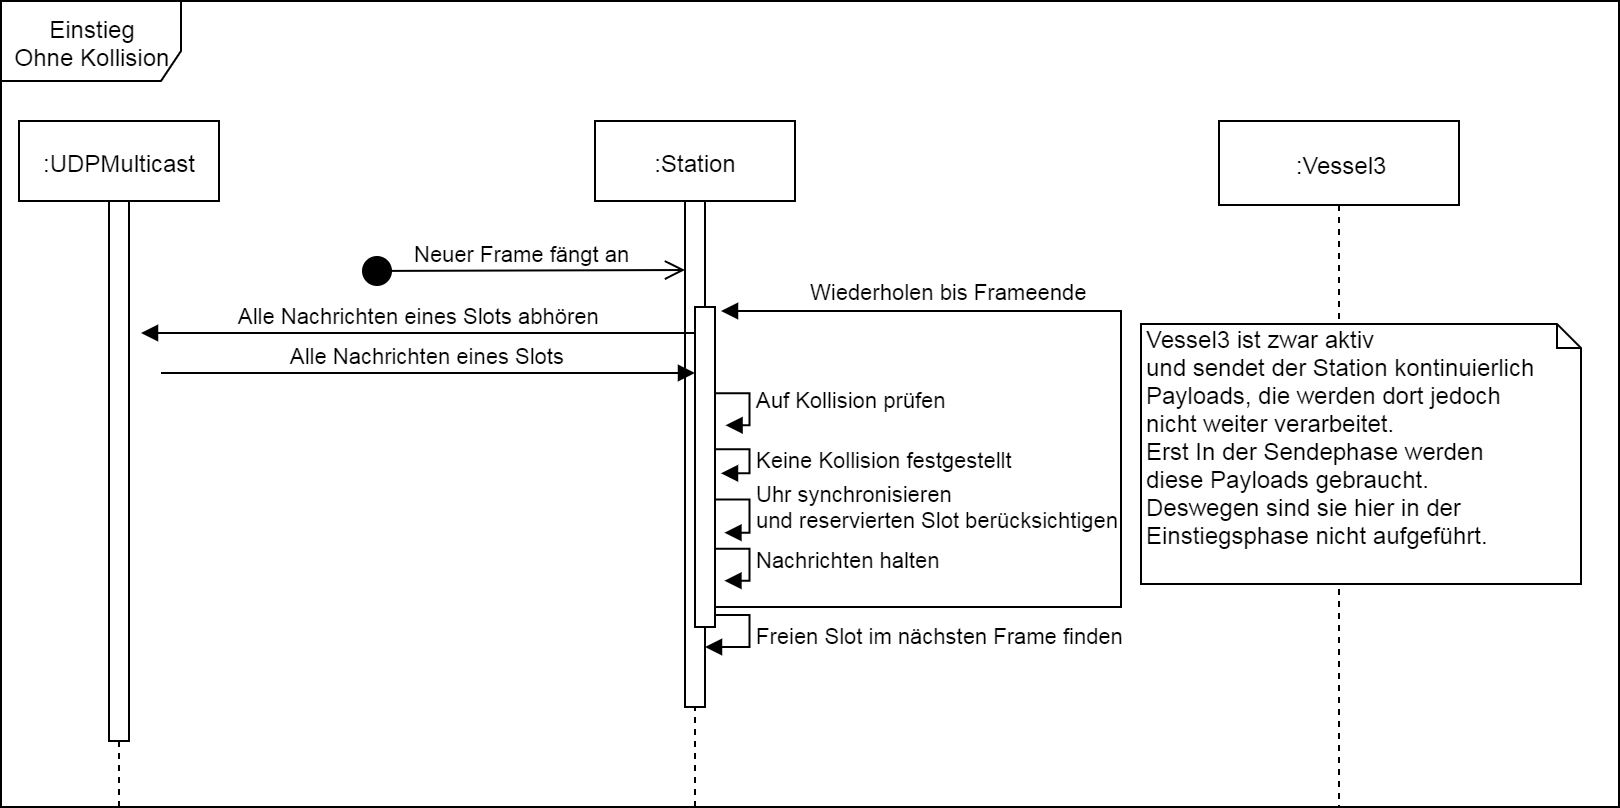 Einstieg
Ohne Kollision
:UDPMulticast
:Station
:Vessel3
Neuer Frame fängt an
Wiederholen bis Frameende
Alle Nachrichten eines Slots abhören
Alle Nachrichten eines Slots
Auf Kollision prüfen
Keine Kollision festgestellt
Uhr synchronisieren
und reservierten Slot berücksichtigen
Nachrichten halten
Freien Slot im nächsten Frame finden
Vessel3 ist zwar aktiv
und sendet der Station kontinuierlich
Payloads, die werden dort jedoch
nicht weiter verarbeitet.
Erst In der Sendephase werden
diese Payloads gebraucht.
Deswegen sind sie hier in der
Einstiegsphase nicht aufgeführt.